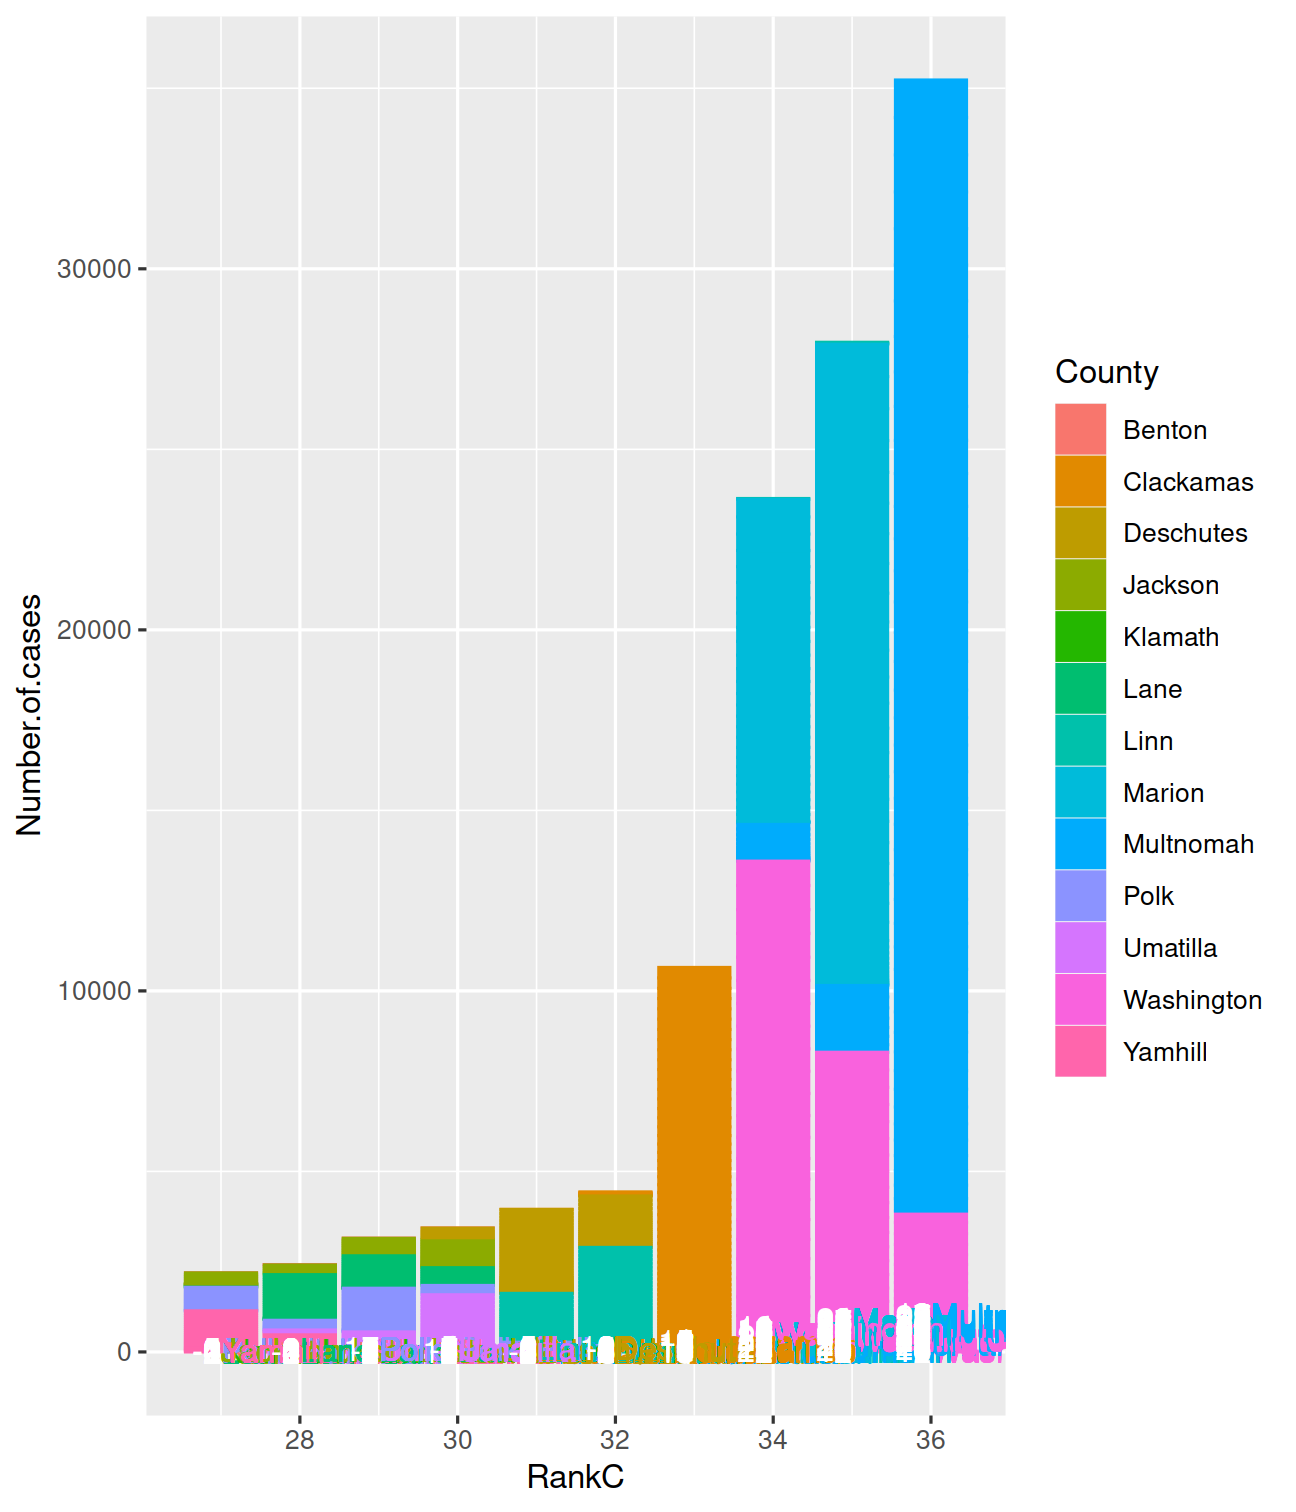 30000
20000
10000
0
Number.of.cases
28
30
32
34
36
RankC
County
Benton
Clackamas
Deschutes
Jackson
Klamath
Lane
Linn
Marion
Multnomah
Polk
Umatilla
Washington
Yamhill